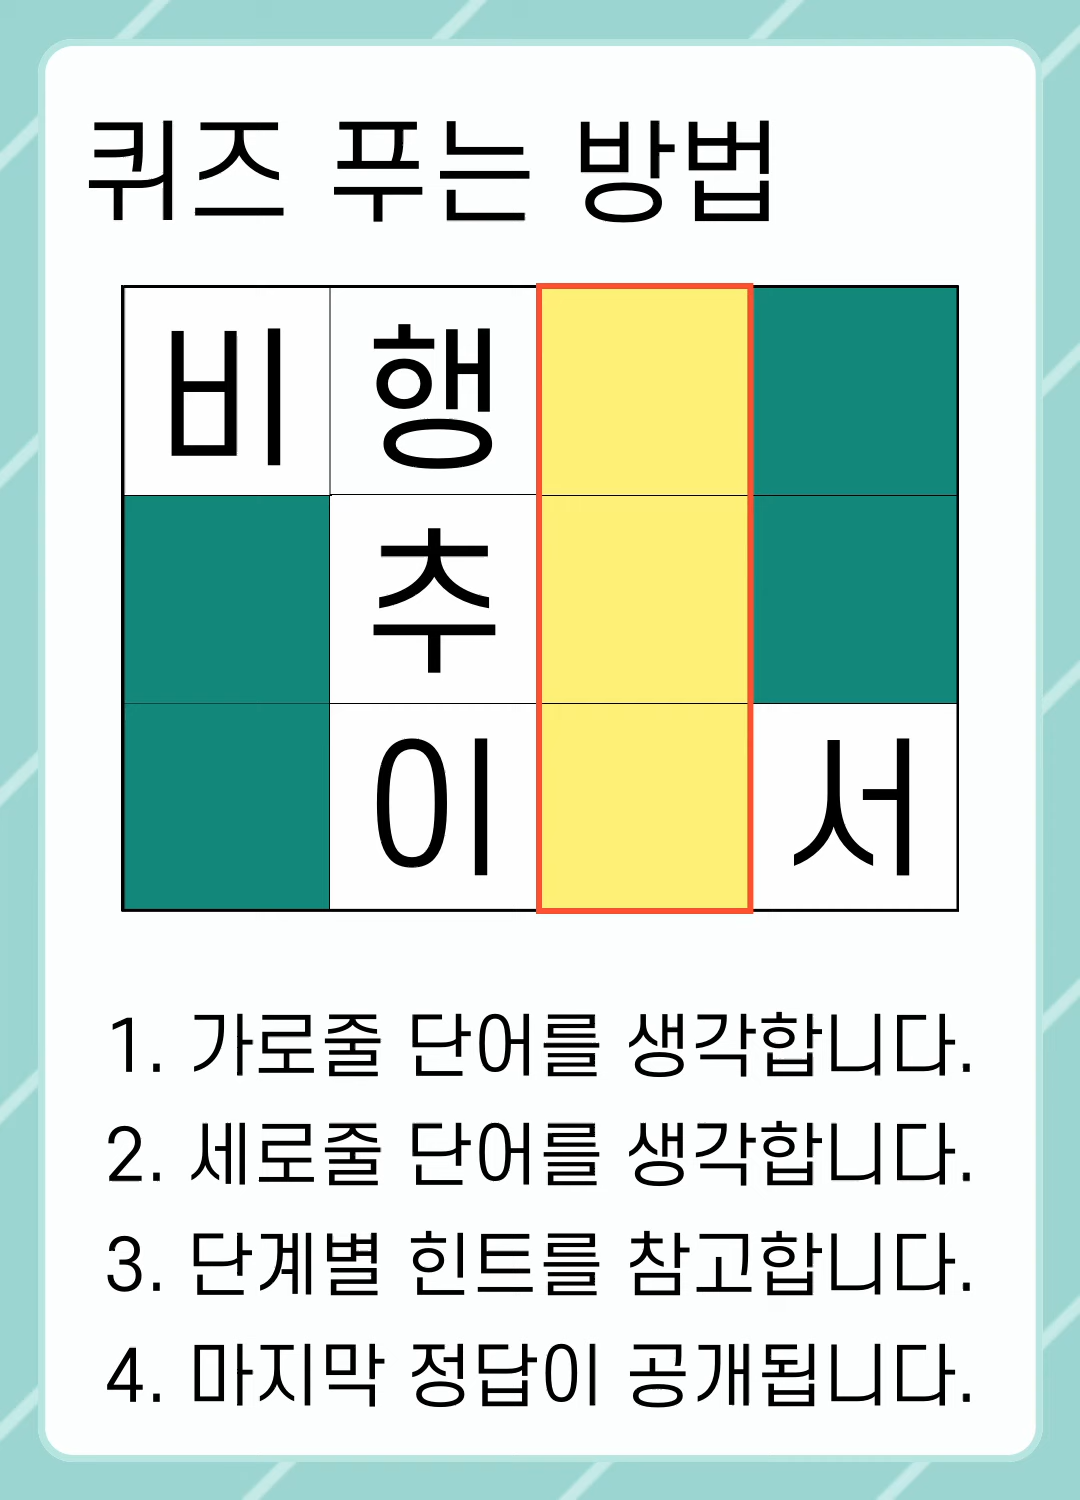 퀴즈 푸는 방법
비 행
추
이 서
1. 가로줄 단어를 생각합니다.
2. 세로줄 단어를 생각합니다.
3. 단계별 힌트를 참고합니다.
4. 마지막 정답이 공개됩니다.